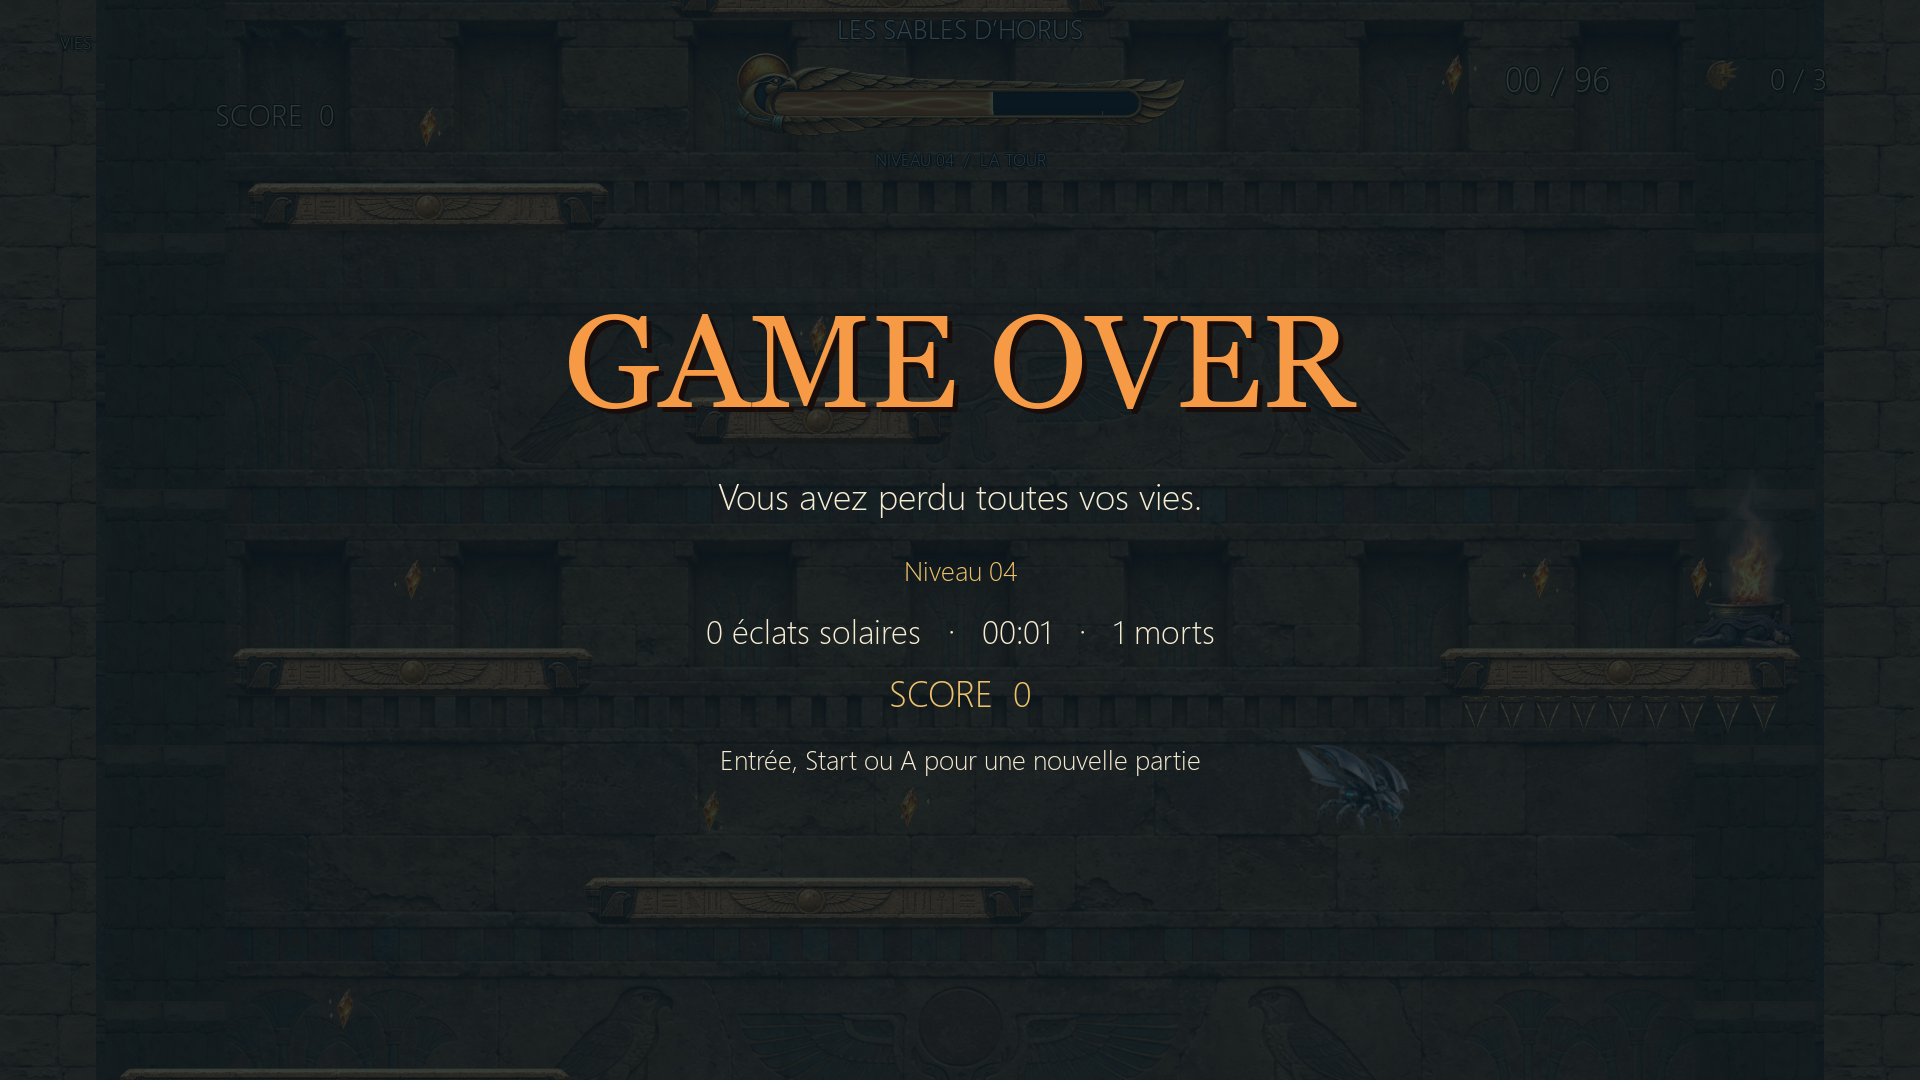 LES SABLES D'HORUS
VIES
00 / 96
0 / 3
SCORE 0
NIVEAU 04 / LA TOUR
GAME OVER
Vous avez perdu toutes vos vies.
Niveau 04
0 éclats solaires · 00:01 · 1 morts
SCORE 0
Entrée, Start ou A pour une nouvelle partie